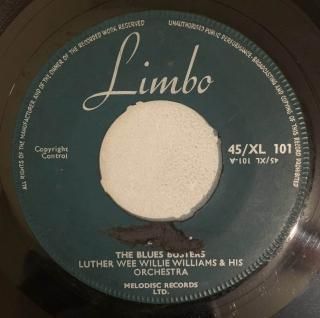 ALL RIGHTS OF THE MANUFACTURER AND OF THE OWNER OF THE RECORDED WORK RESERVED
UNAUTHORISED PUBLIC PERFORMANCE, BROADCASTING AND COPYING OF THIS RECORD PROHIBITED
Limbo
Copyright
Control
45/XL 101
45/XL 101-A
THE BLUES BUSTERS
LUTHER WEE WILLIE WILLIAMS & HIS
ORCHESTRA
MELODISC RECORDS
LTD.